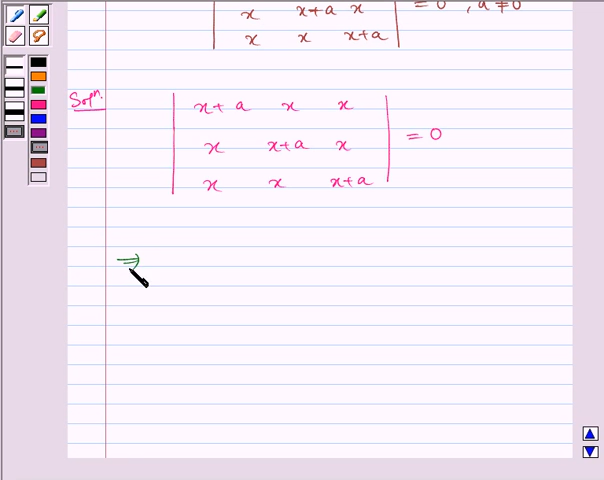 x x+a x = 0 , a ≠ 0
x x x+a
Solⁿ.
x+a x x
x x+a x = 0
x x x+a
⇒